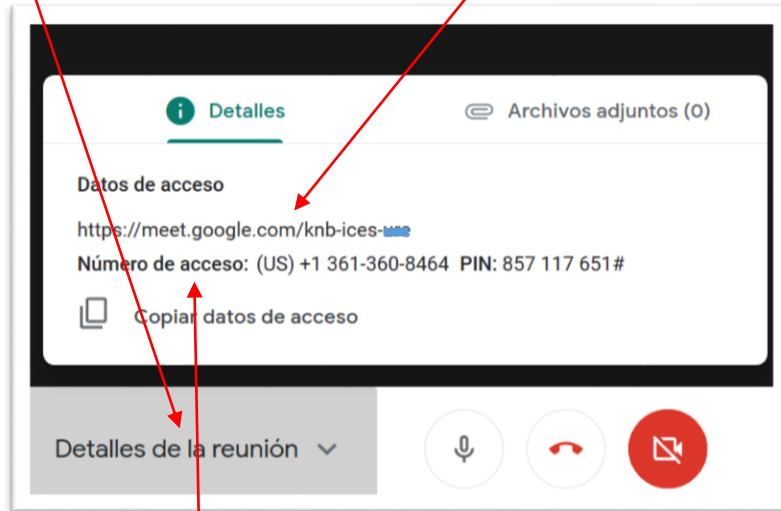 Detalles
Archivos adjuntos (0)
Datos de acceso
https://meet.google.com/knb-ices-
Número de acceso: (US) +1 361-360-8464 PIN: 857 117 651#
Copiar datos de acceso
Detalles de la reunión